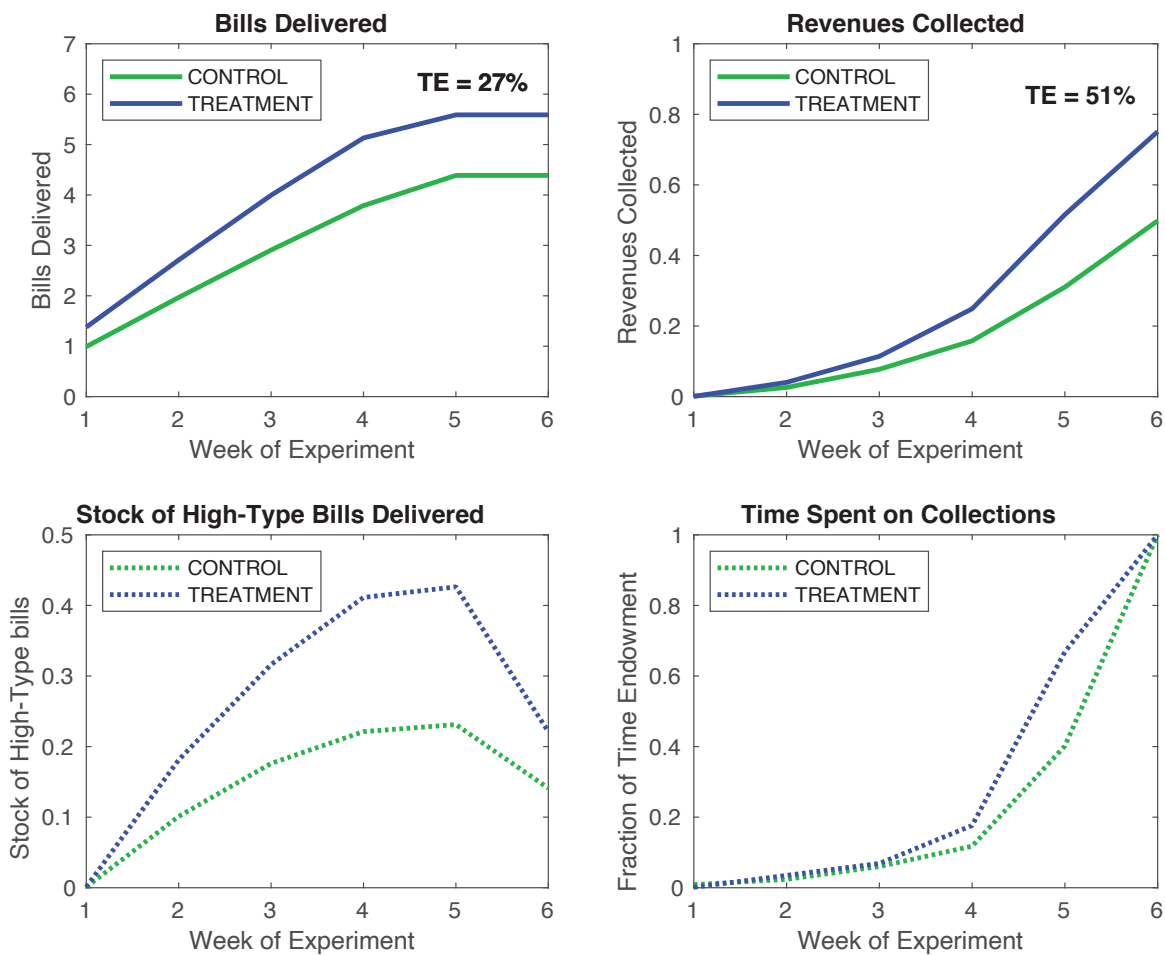 Bills Delivered
7
6
5
4
3
2
1
0
Bills Delivered
CONTROL
TREATMENT
TE = 27%
1 2 3 4 5 6
Week of Experiment
Revenues Collected
1
0.8
0.6
0.4
0.2
0
Revenues Collected
CONTROL
TREATMENT
TE = 51%
1 2 3 4 5 6
Week of Experiment
Stock of High-Type Bills Delivered
0.5
0.4
0.3
0.2
0.1
0
Stock of High-Type bills
CONTROL
TREATMENT
1 2 3 4 5 6
Week of Experiment
Time Spent on Collections
1
0.8
0.6
0.4
0.2
0
Fraction of Time Endowment
CONTROL
TREATMENT
1 2 3 4 5 6
Week of Experiment